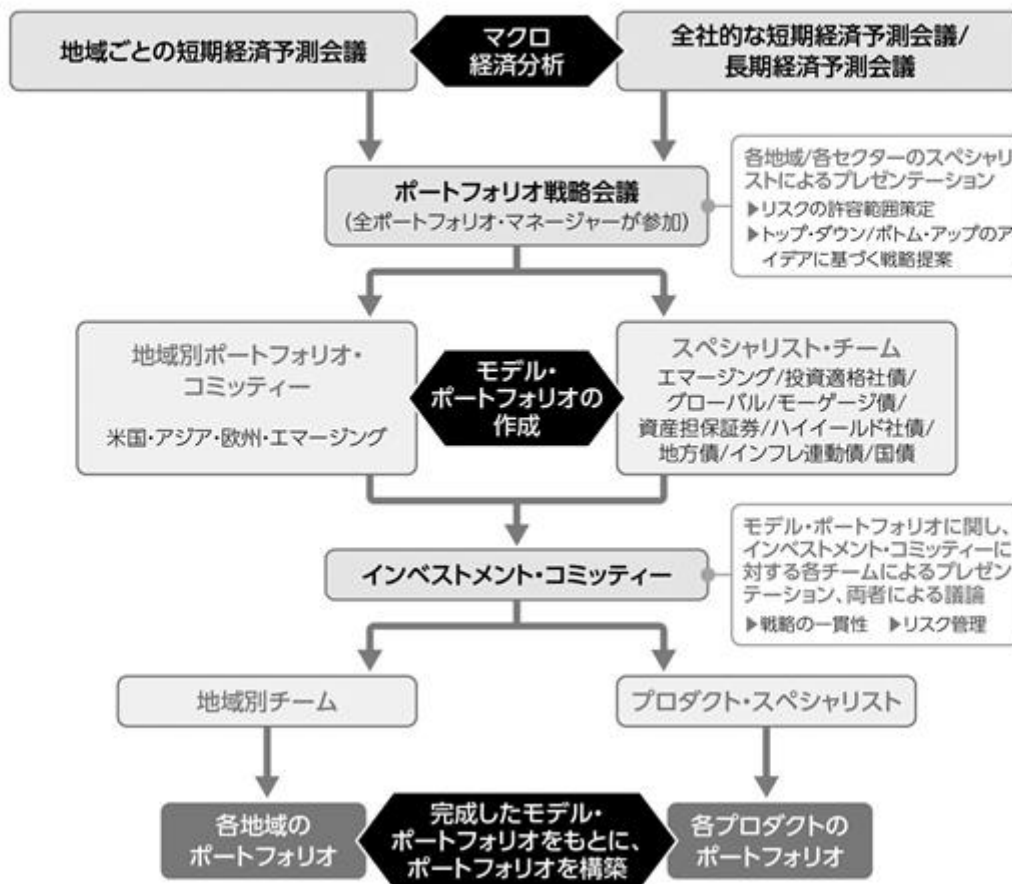 地域ごとの短期経済予測会議
マクロ
経済分析
全社的な短期経済予測会議/
長期経済予測会議
ポートフォリオ戦略会議
(全ポートフォリオ・マネージャーが参加)
各地域/各セクターのスペシャリ
ストによるプレゼンテーション
▶リスクの許容範囲策定
▶トップ・ダウン/ボトム・アップのア
イデアに基づく戦略提案
地域別ポートフォリオ・
コミッティー
米国・アジア・欧州・エマージング
モデル・
ポートフォリオの
作成
スペシャリスト・チーム
エマージング/投資適格社債/
グローバル/モーゲージ債/
資産担保証券/ハイイールド社債/
地方債/インフレ連動債/国債
インベストメント・コミッティー
モデル・ポートフォリオに関し、
インベストメント・コミッティーに
対する各チームによるプレゼン
テーション、両者による議論
▶戦略の一貫性 ▶リスク管理
地域別チーム
プロダクト・スペシャリスト
各地域の
ポートフォリオ
完成したモデル・
ポートフォリオをもとに、
ポートフォリオを構築
各プロダクトの
ポートフォリオ